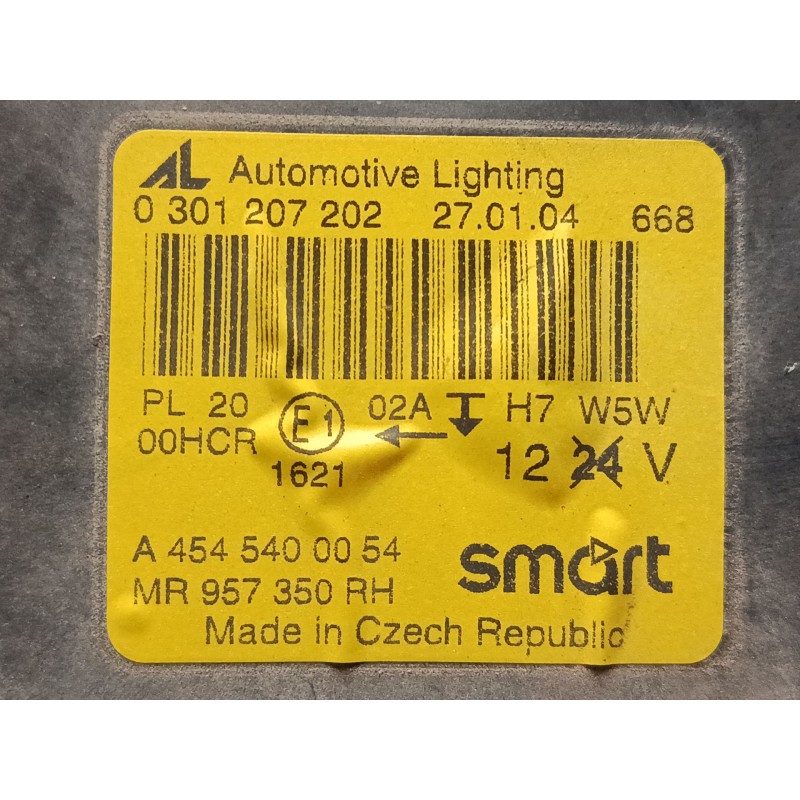 AL Automotive Lighting
0 301 207 202 27.01.04 668
PL 20 E1 02A H7 W5W
00HCR 12 24 V
1621
A 454 540 00 54
MR 957 350 RH
smart
Made in Czech Republic